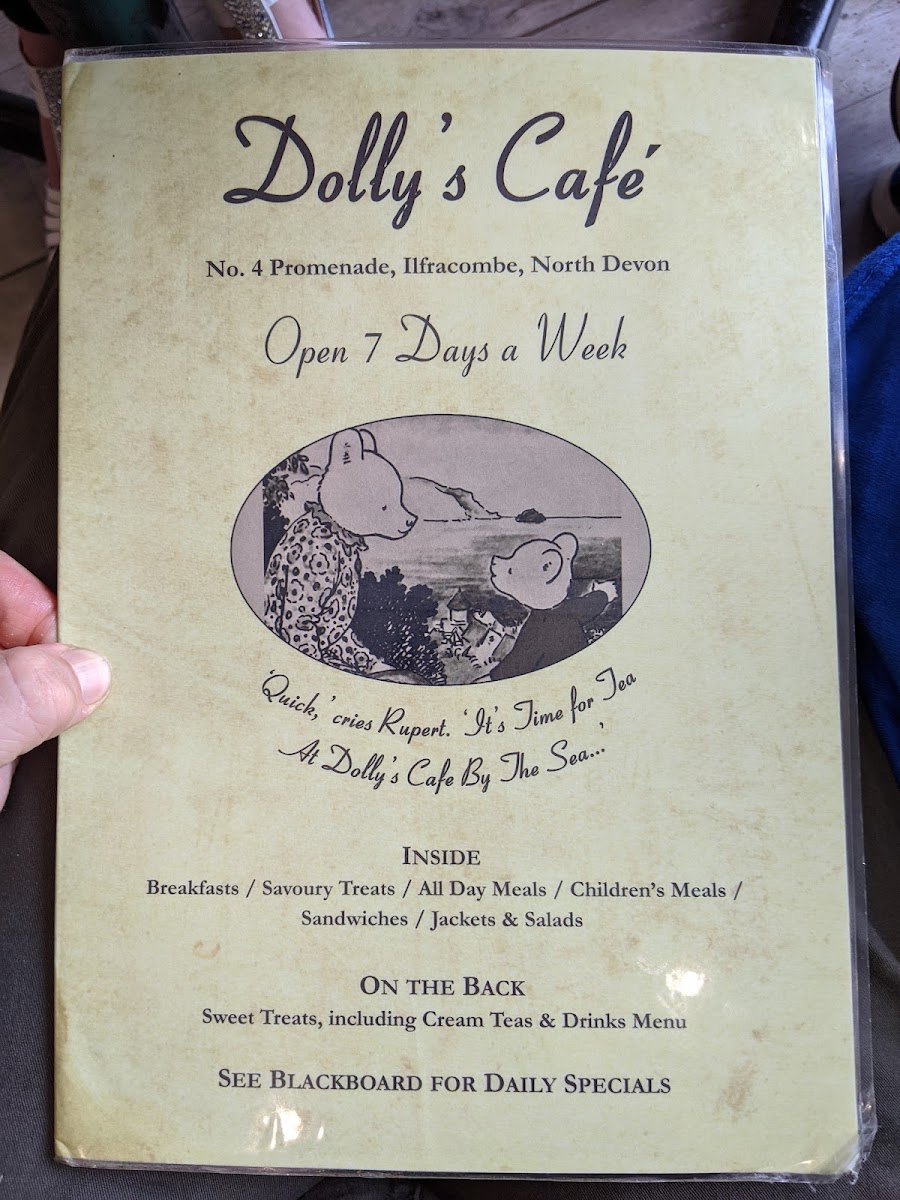 Dolly's Café
No. 4 Promenade, Ilfracombe, North Devon
Open 7 Days a Week
'Quick,' cries Rupert. 'It's Time for Tea
At Dolly's Cafe By The Sea...'
INSIDE
Breakfasts / Savoury Treats / All Day Meals / Children's Meals /
Sandwiches / Jackets & Salads
ON THE BACK
Sweet Treats, including Cream Teas & Drinks Menu
SEE BLACKBOARD FOR DAILY SPECIALS